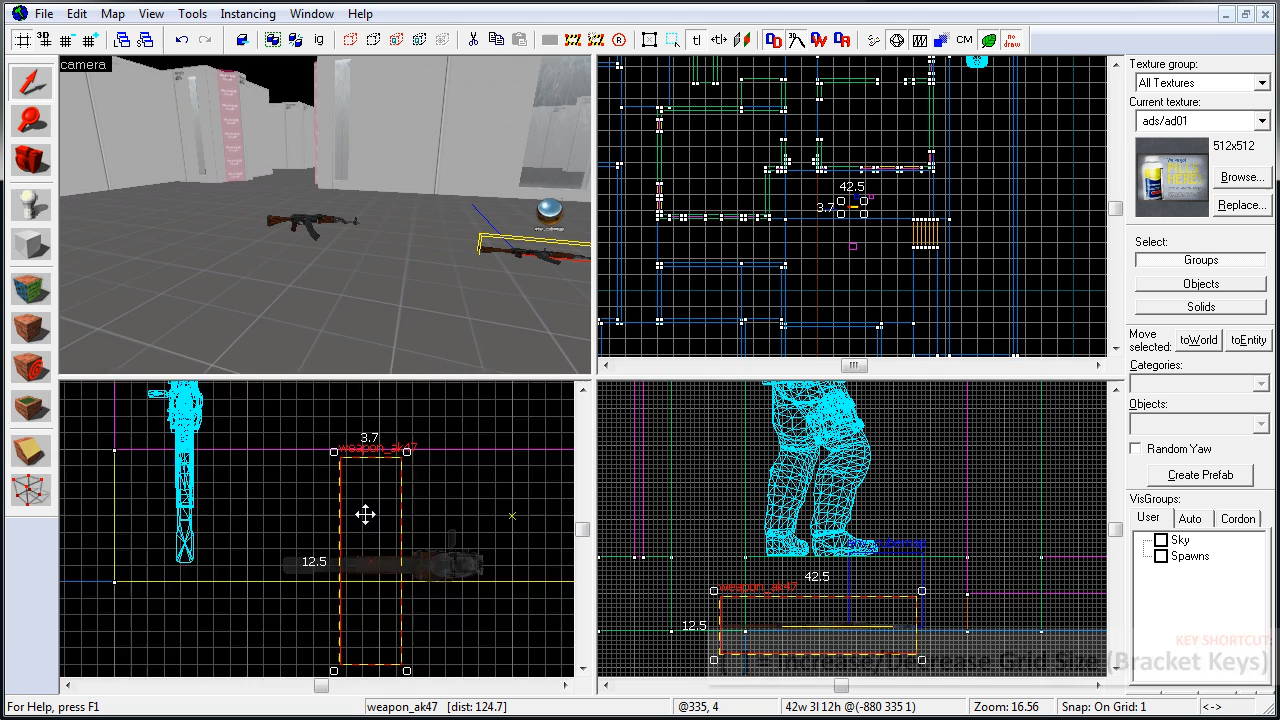 File Edit Map View Tools Instancing Window Help
camera
42.5
3.7
3.7
weapon_ak47
12.5
42.5
weapon_ak47
12.5
KEY SHORTCUT:
[ ] = Increase/Decrease Grid Size (Bracket Keys)
Texture group:
All Textures
Current texture:
ads/ad01
512x512
Browse...
Replace...
Select:
Groups
Objects
Solids
Move selected: toWorld toEntity
Categories:
Objects:
Random Yaw
Create Prefab
VisGroups:
User Auto Cordon
Sky
Spawns
For Help, press F1
weapon_ak47 [dist: 124.7]
@335, 4
42w 3l 12h @(-880 335 1)
Zoom: 16.56
Snap: On Grid: 1
<->